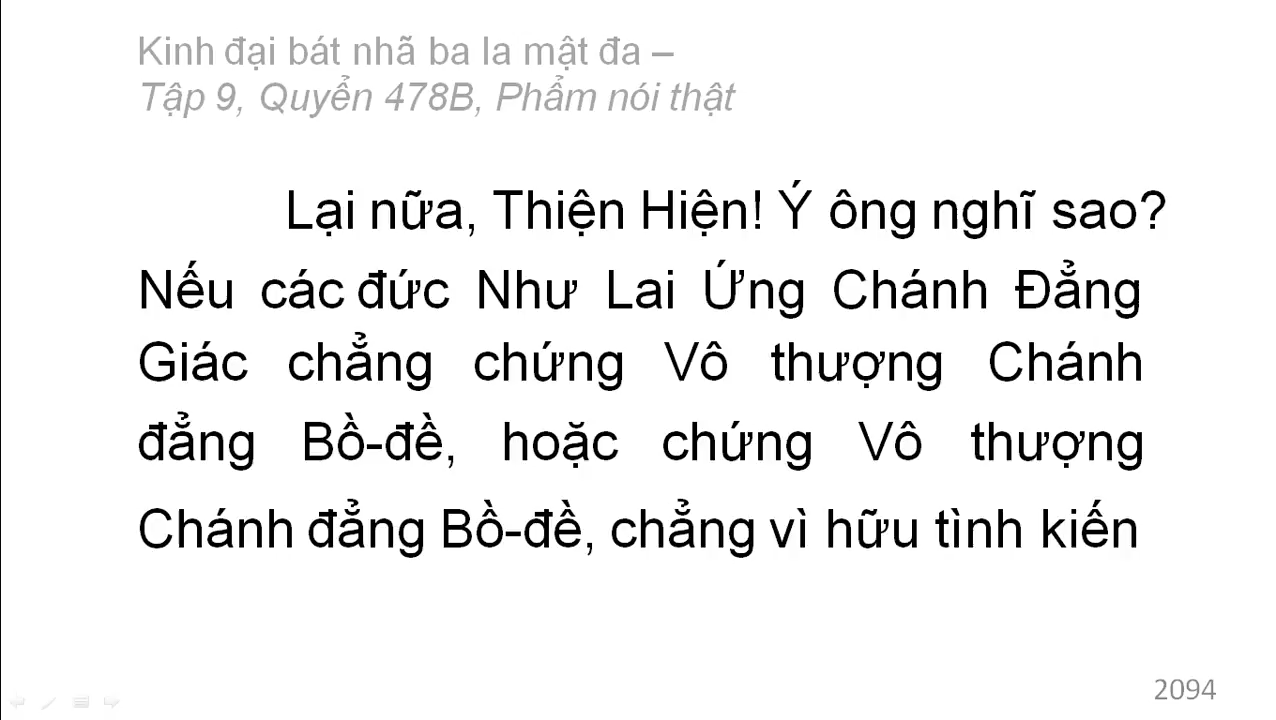 Kinh đại bát nhã ba la mật đa –
Tập 9, Quyển 478B, Phẩm nói thật
Lại nữa, Thiện Hiện! Ý ông nghĩ sao?
Nếu các đức Như Lai Ứng Chánh Đẳng
Giác chẳng chứng Vô thượng Chánh
đẳng Bồ-đề, hoặc chứng Vô thượng
Chánh đẳng Bồ-đề, chẳng vì hữu tình kiến
2094